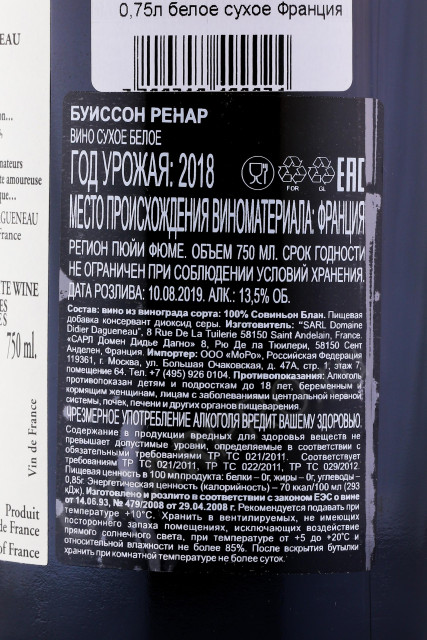 0,75л белое сухое Франция
БУИССОН РЕНАР
ВИНО СУХОЕ БЕЛОЕ
ГОД УРОЖАЯ: 2018
FOR
GL
EAC
МЕСТО ПРОИСХОЖДЕНИЯ ВИНОМАТЕРИАЛА: ФРАНЦИЯ
РЕГИОН ПЮЙИ ФЮМЕ. ОБЪЕМ 750 МЛ. СРОК ГОДНОСТИ
НЕ ОГРАНИЧЕН ПРИ СОБЛЮДЕНИИ УСЛОВИЙ ХРАНЕНИЯ.
ДАТА РОЗЛИВА: 10.08.2019. АЛК.: 13,5% ОБ.
Состав: вино из винограда сорта: 100% Совиньон Блан. Пищевая
добавка консервант диоксид серы. Изготовитель: "SARL Domaine
Didier Dagueneau", 8 Rue De La Tuilerie 58150 Saint Andelain, France.
«САРЛ Домен Дидье Дагно» 8, Рю Де ла Тюилери, 58150 Сент
Анделен, Франция. Импортер: ООО «МоРо», Российская Федерация
119361, г. Москва, ул. Большая Очаковская, д. 47А, стр. 1, этаж 7,
помещение 64. Тел. +7 (495) 926 0104. Противопоказания: Алкоголь
противопоказан детям и подросткам до 18 лет, беременным и
кормящим женщинам, лицам с заболеваниями центральной нервной
системы, почек, печени и других органов пищеварения.
ЧРЕЗМЕРНОЕ УПОТРЕБЛЕНИЕ АЛКОГОЛЯ ВРЕДИТ ВАШЕМУ ЗДОРОВЬЮ.
Содержание в продукции вредных для здоровья веществ не
превышает допустимые уровни, определяемые в соответствии с
обязательными требованиями ТР ТС 021/2011. Соответствует
требованиям ТР ТС 021/2011, ТР ТС 022/2011, ТР ТС 029/2012.
Пищевая ценность в 100 мл продукта: белки – 0г, жиры – 0г, углеводы –
0,85г. Энергетическая ценность (калорийность) – 70 ккал/100 мл (293
кДж). Изготовлено и розлито в соответствии с законом ЕЭС о вине
от 14.06.93, № 479/2008 от 29.04.2008 г. Рекомендуется подавать при
температуре +10°С. Хранить в вентилируемых, не имеющих
постороннего запаха помещениях, исключающих воздействие
прямого солнечного света, при температуре от +5 до +20°С и
относительной влажности не более 85%. После вскрытия бутылки
хранить при комнатной температуре не более суток.
EAU
nateurs
te amoureuse
que...
GUENEAU
France
TE WINE
ES
750 ml.
Vin de France
Produit
de France
of France